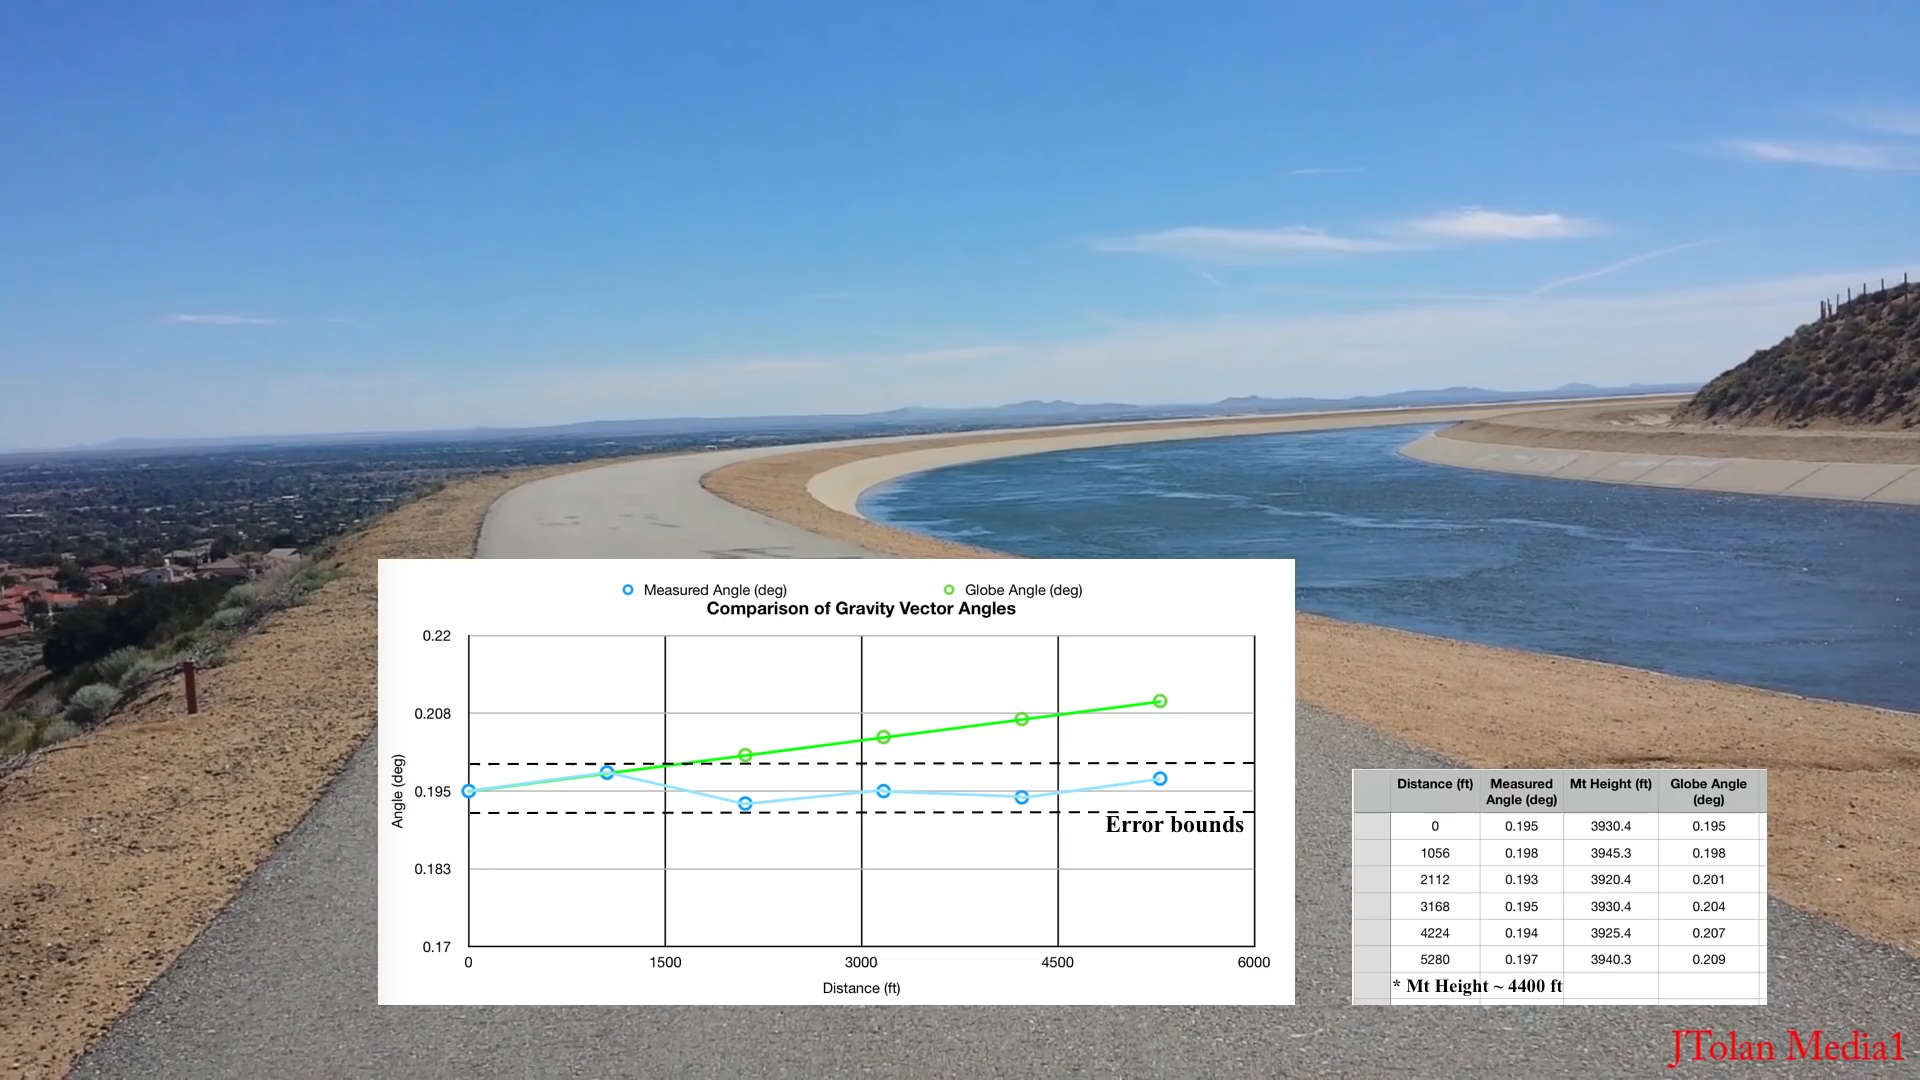 Measured Angle (deg) Globe Angle (deg)
Comparison of Gravity Vector Angles
0.22
0.208
0.195
0.183
0.17
Angle (deg)
Error bounds
0 1500 3000 4500 6000
Distance (ft)
Distance (ft) Measured Angle (deg) Mt Height (ft) Globe Angle (deg)
0 0.195 3930.4 0.195
1056 0.198 3945.3 0.198
2112 0.193 3920.4 0.201
3168 0.195 3930.4 0.204
4224 0.194 3925.4 0.207
5280 0.197 3940.3 0.209
* Mt Height ~ 4400 ft
JTolan Media1